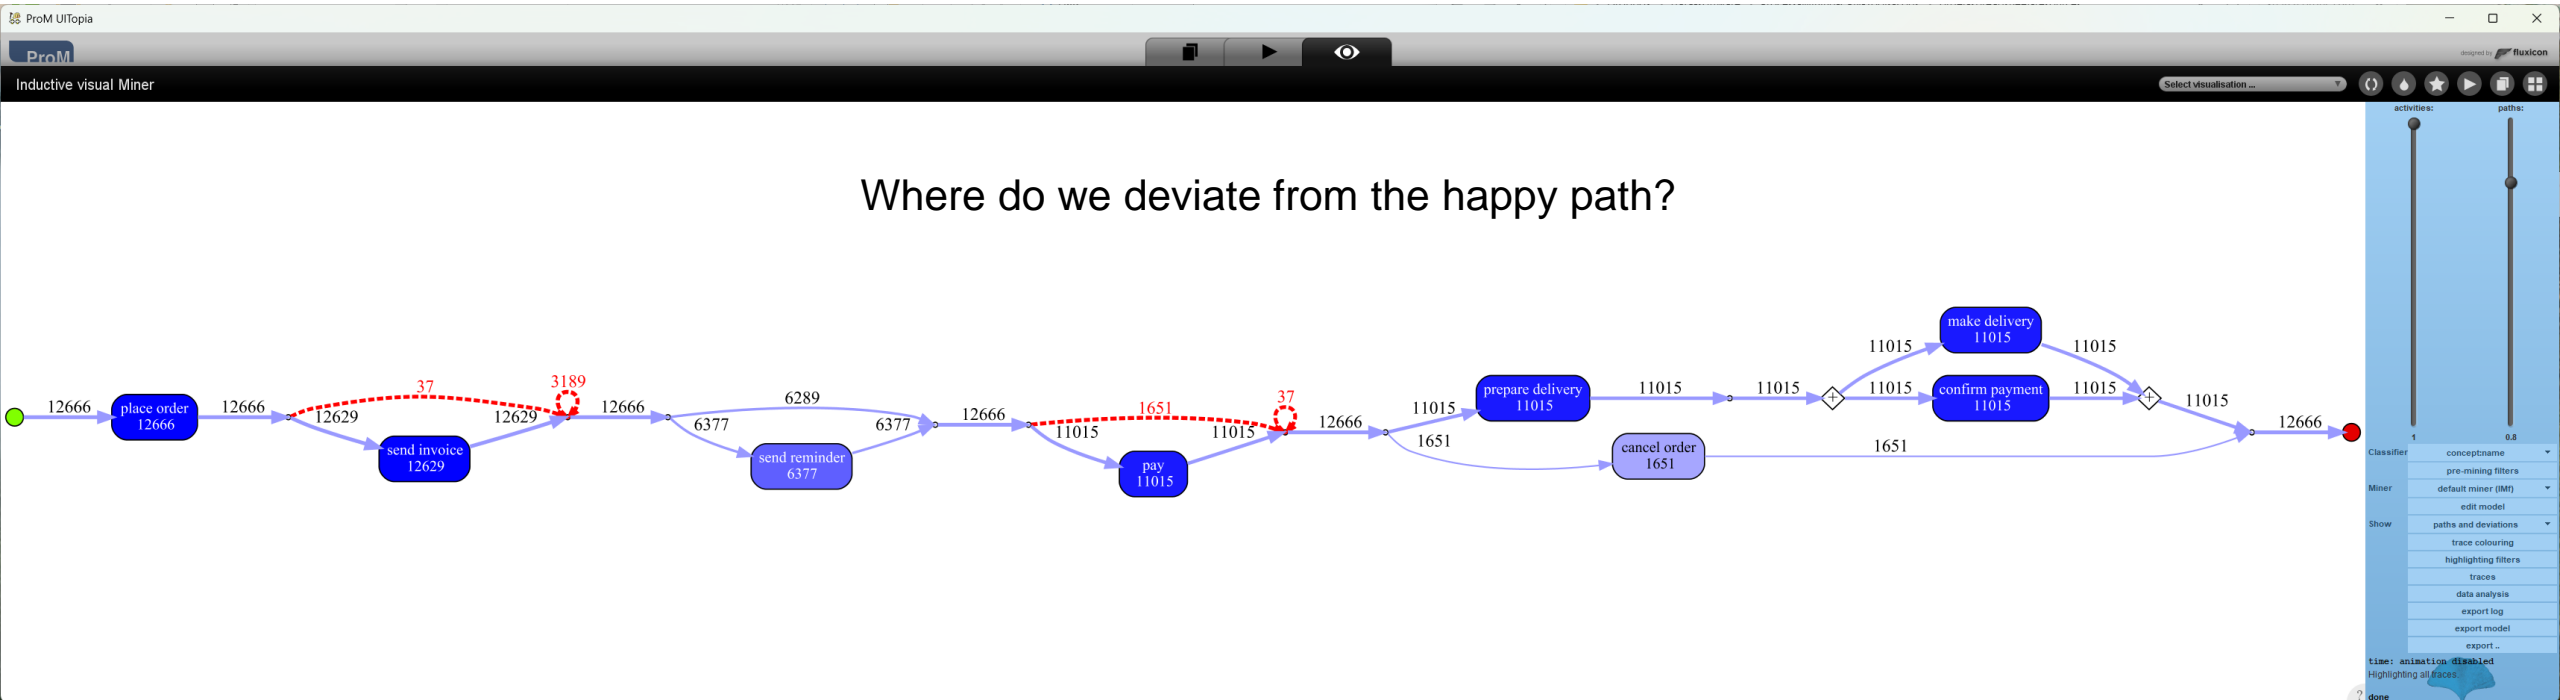 ProM UITopia
ProM
designed by fluxicon
Inductive visual Miner
Select visualisation ...
activities:
paths:
Where do we deviate from the happy path?
12666
place order
12666
12666
37
12629
send invoice
12629
12629
3189
12666
6289
6377
send reminder
6377
6377
12666
1651
11015
pay
11015
11015
37
12666
11015
prepare delivery
11015
11015
11015
11015
make delivery
11015
11015
11015
confirm payment
11015
11015
11015
1651
cancel order
1651
1651
12666
1
0.8
Classifier
concept:name
pre-mining filters
Miner
default miner (IMf)
edit model
Show
paths and deviations
trace colouring
highlighting filters
traces
data analysis
export log
export model
export ..
time: animation disabled
Highlighting all traces.
? done